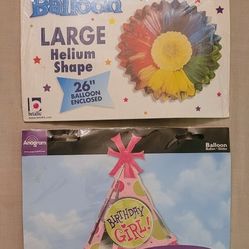 Balloon
LARGE
Helium
Shape
26"
BALLOON
ENCLOSED
Anagram
Balloon
BIRTHDAY
GIRL!